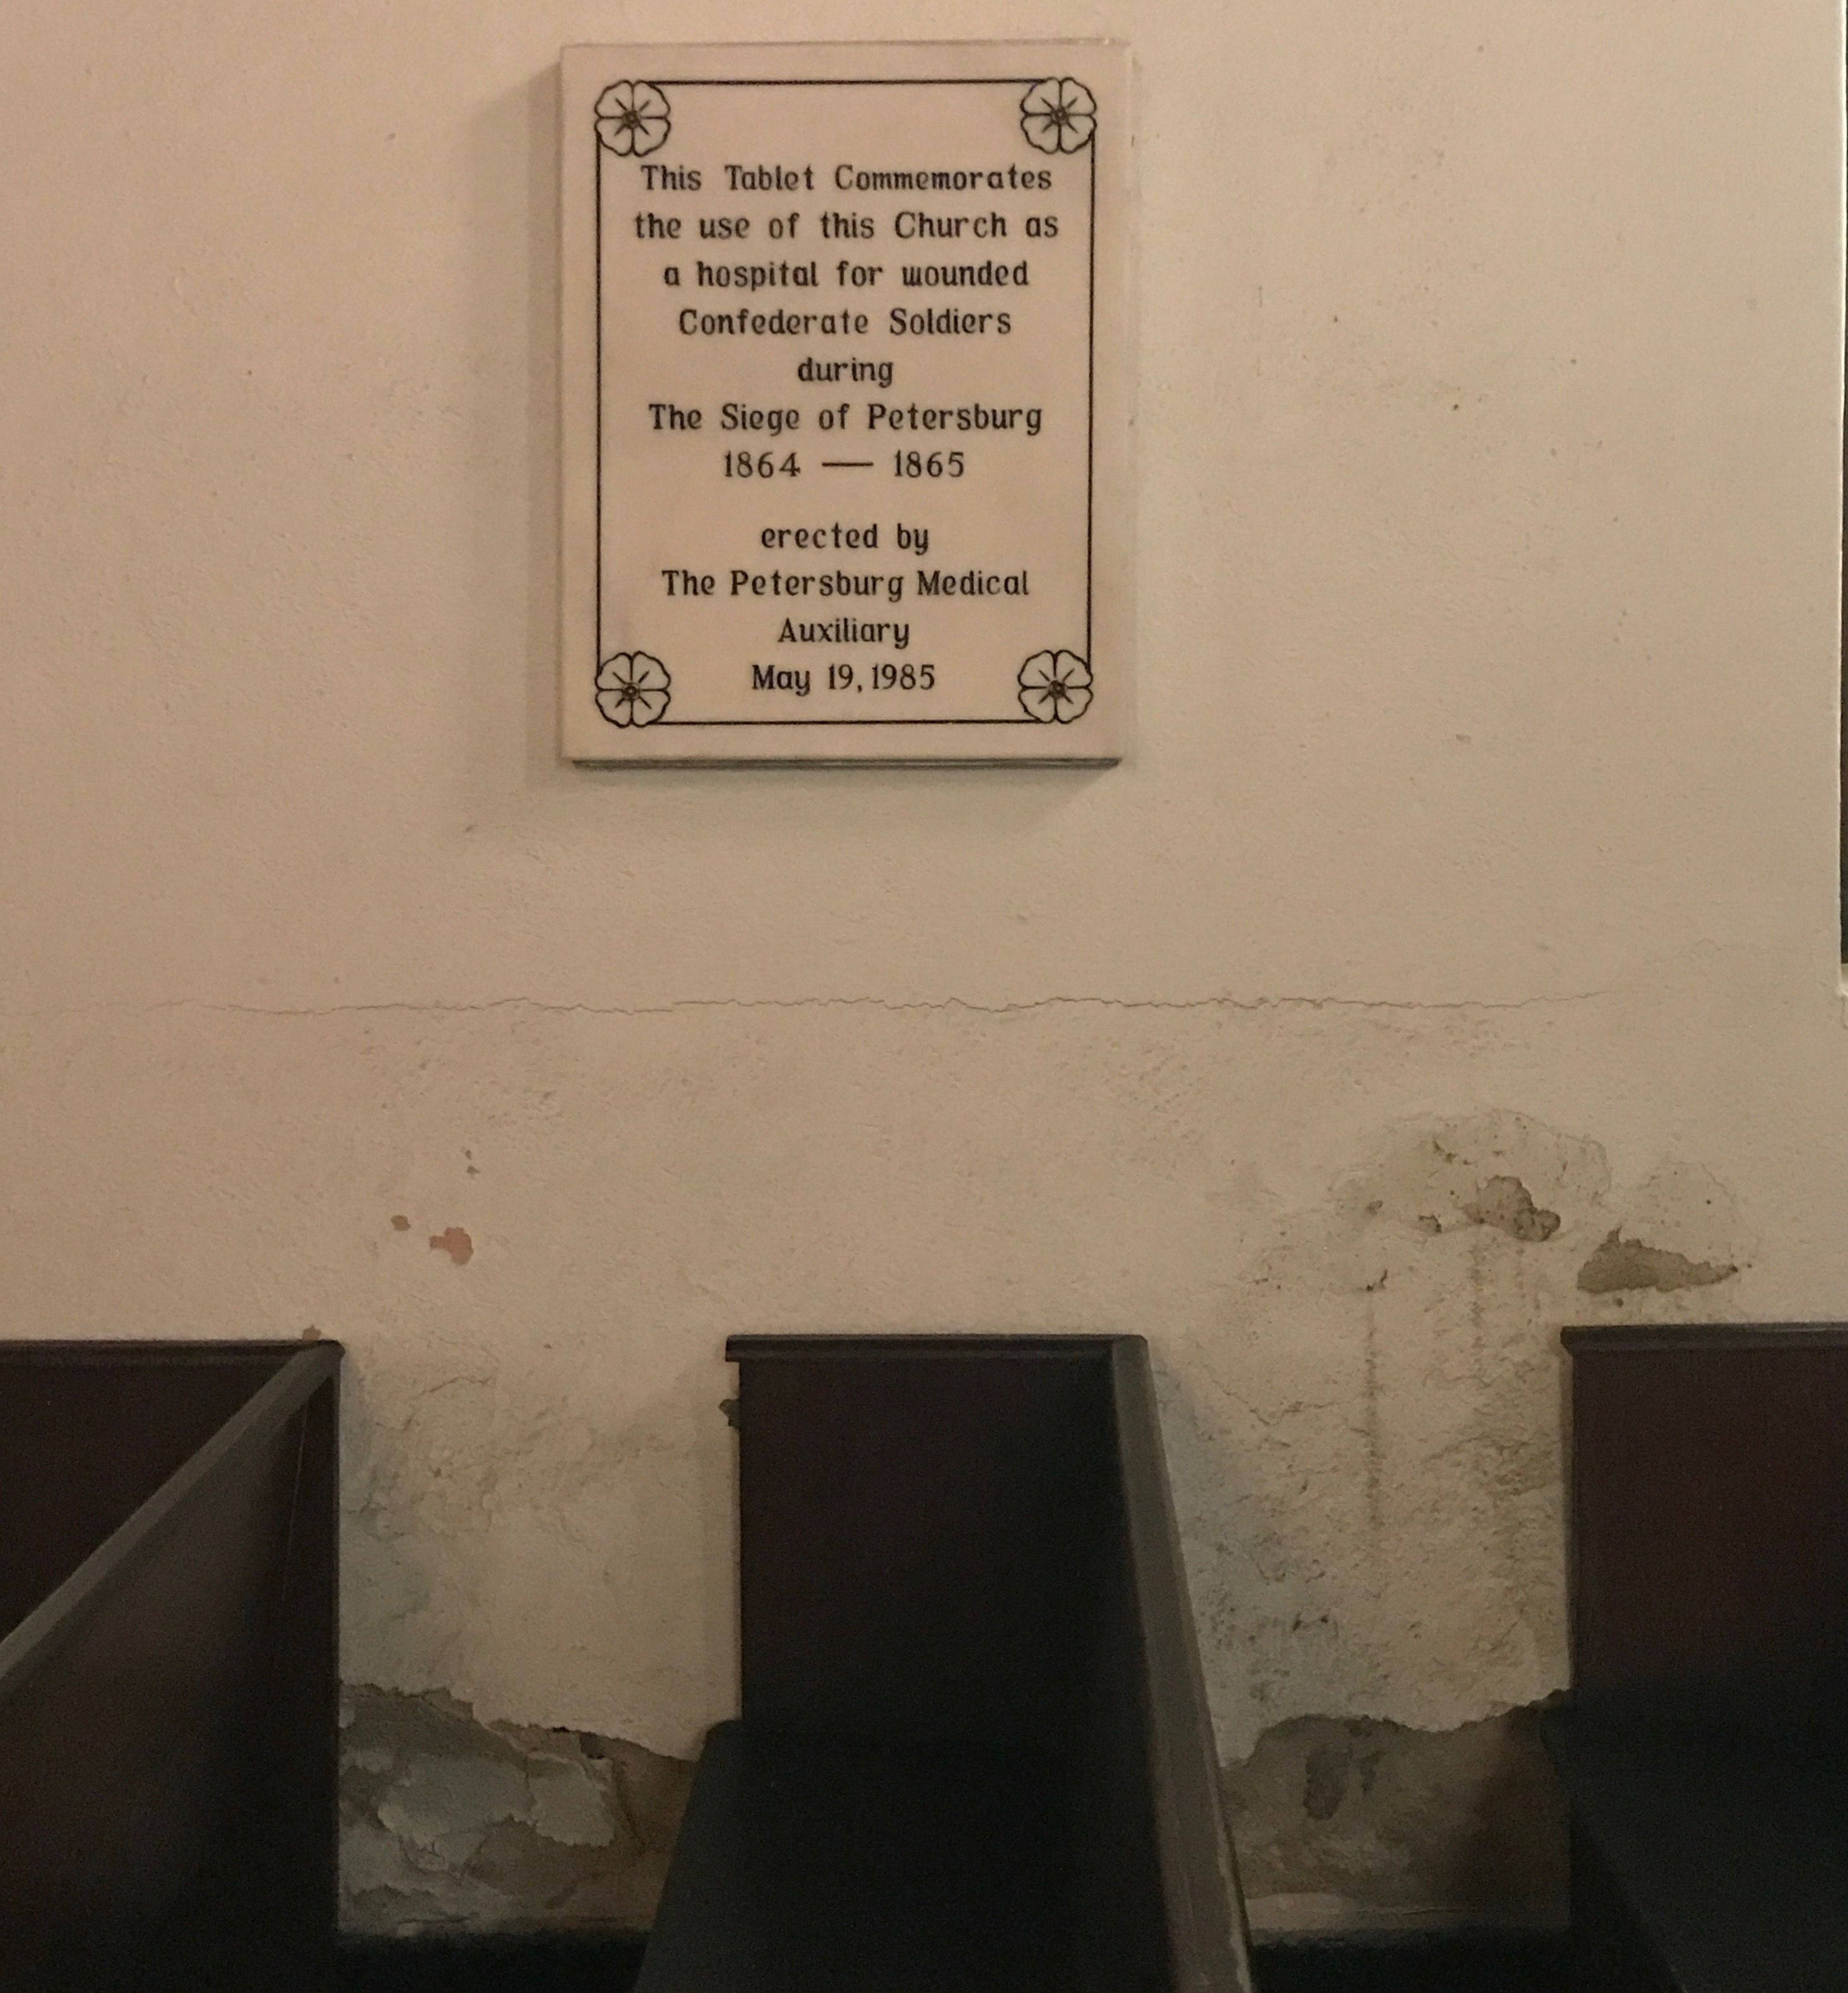 This Tablet Commemorates
the use of this Church as
a hospital for wounded
Confederate Soldiers
during
The Siege of Petersburg
1864 — 1865
erected by
The Petersburg Medical
Auxiliary
May 19, 1985